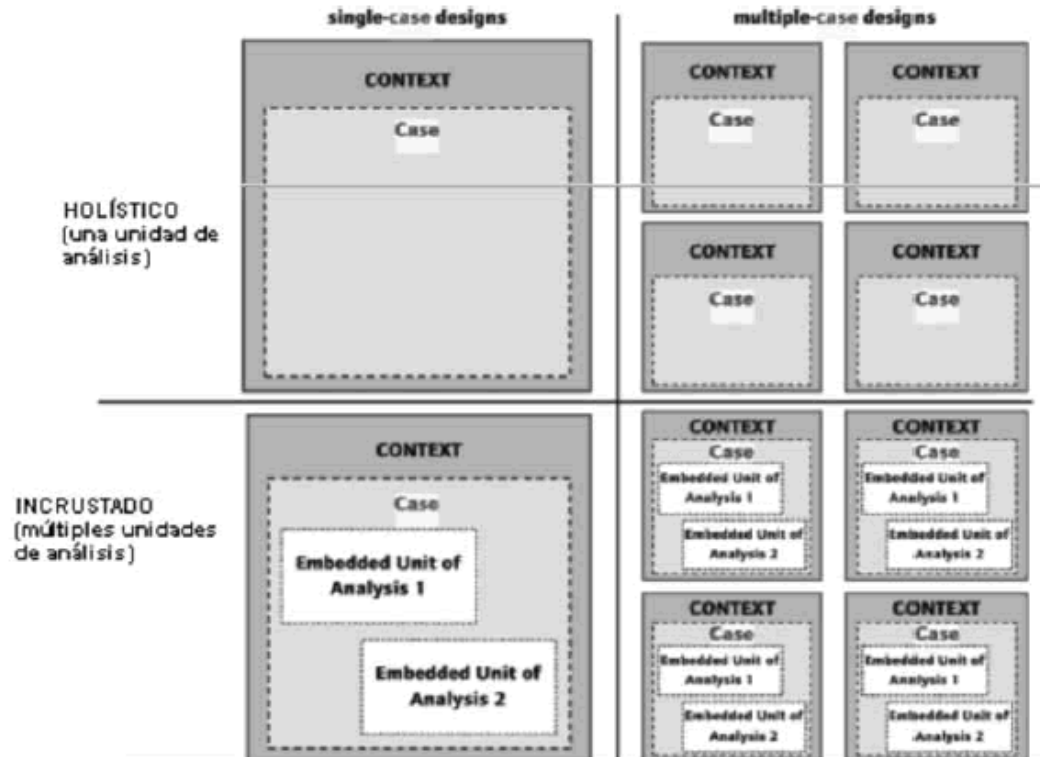 single-case designs
multiple-case designs
CONTEXT
Case
CONTEXT
Case
CONTEXT
Case
HOLÍSTICO
(una unidad de
análisis)
CONTEXT
Case
CONTEXT
Case
INCRUSTADO
(múltiples unidades
de análisis)
CONTEXT
Case
Embedded Unit of
Analysis 1
Embedded Unit of
Analysis 2
CONTEXT
Case
Embedded Unit of
Analysis 1
Embedded Unit of
Analysis 2
CONTEXT
Case
Embedded Unit of
Analysis 1
Embedded Unit of
Analysis 2
CONTEXT
Case
Embedded Unit of
Analysis 1
Embedded Unit of
Analysis 2
CONTEXT
Case
Embedded Unit of
Analysis 1
Embedded Unit of
Analysis 2